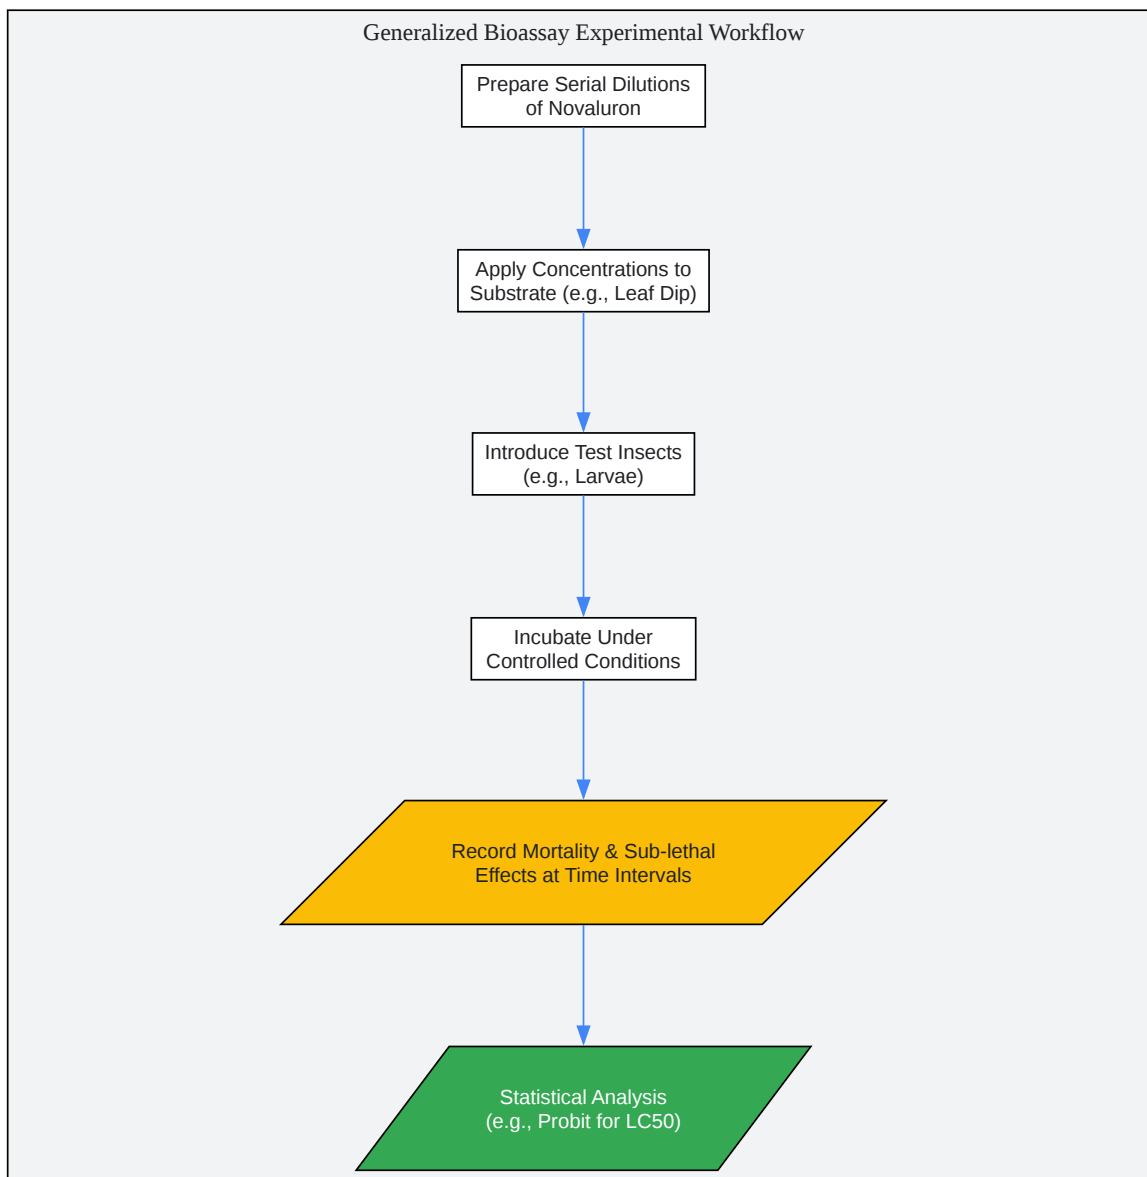 Generalized Bioassay Experimental Workflow
Prepare Serial Dilutions
of Novaluron
Apply Concentrations to
Substrate (e.g., Leaf Dip)
Introduce Test Insects
(e.g., Larvae)
Incubate Under
Controlled Conditions
Record Mortality & Sub-lethal
Effects at Time Intervals
Statistical Analysis
(e.g., Probit for LC50)